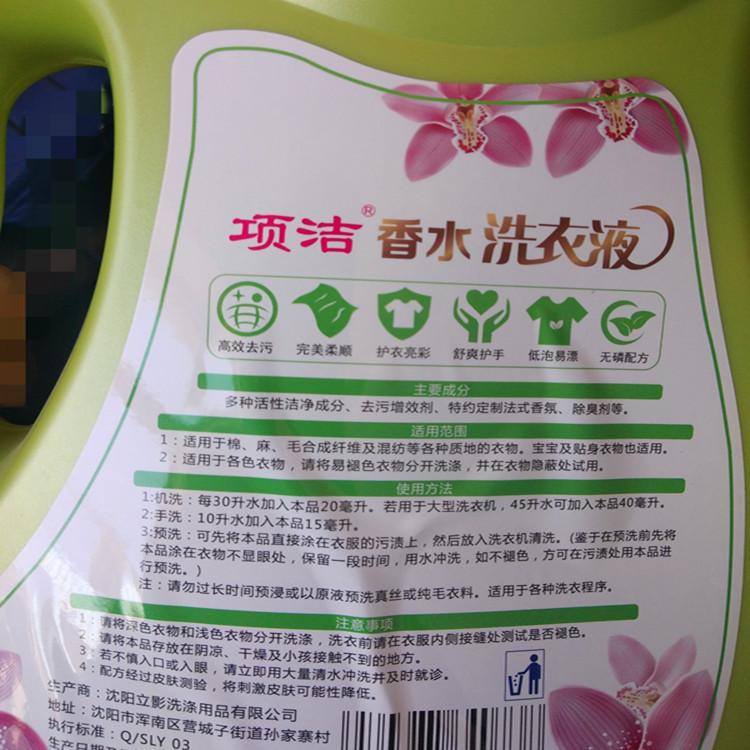 项洁®香水洗衣液
高效去污 完美柔顺 护衣亮彩 舒爽护手 低泡易漂 无磷配方
主要成分
多种活性洁净成分、去污增效剂、特约定制法式香氛、除臭剂等。
适用范围
1：适用于棉、麻、毛合成纤维及混纺等各种质地的衣物。宝宝及贴身衣物也适用。
2：适用于各色衣物，请将易褪色衣物分开洗涤，并在衣物隐蔽处试用。
使用方法
1:机洗：每30升水加入本品20毫升。若用于大型洗衣机，45升水可加入本品40毫升。
2:手洗：10升水加入本品15毫升。
3:预洗：可先将本品直接涂在衣服的污渍上，然后放入洗衣机清洗。(鉴于在预洗前先将
本品涂在衣物不显眼处，保留一段时间，用水冲洗，如不褪色，方可在污渍处用本品进
行预洗。)
注：请勿过长时间预浸或以原液预洗真丝或纯毛衣料。适用于各种洗衣程序。
注意事项
1：请将深色衣物和浅色衣物分开洗涤，洗衣前请在衣服内侧接缝处测试是否褪色。
2：请将本品存放在阴凉、干燥及小孩接触不到的地方。
3：若不慎入口或入眼，请立即用大量清水冲洗并及时就诊。
4：配方经过皮肤测验，将刺激皮肤可能性降低。
生产商：沈阳立影洗涤用品有限公司
地址：沈阳市浑南区营城子街道孙家寨村
执行标准：Q/SLY 03
生产日期及